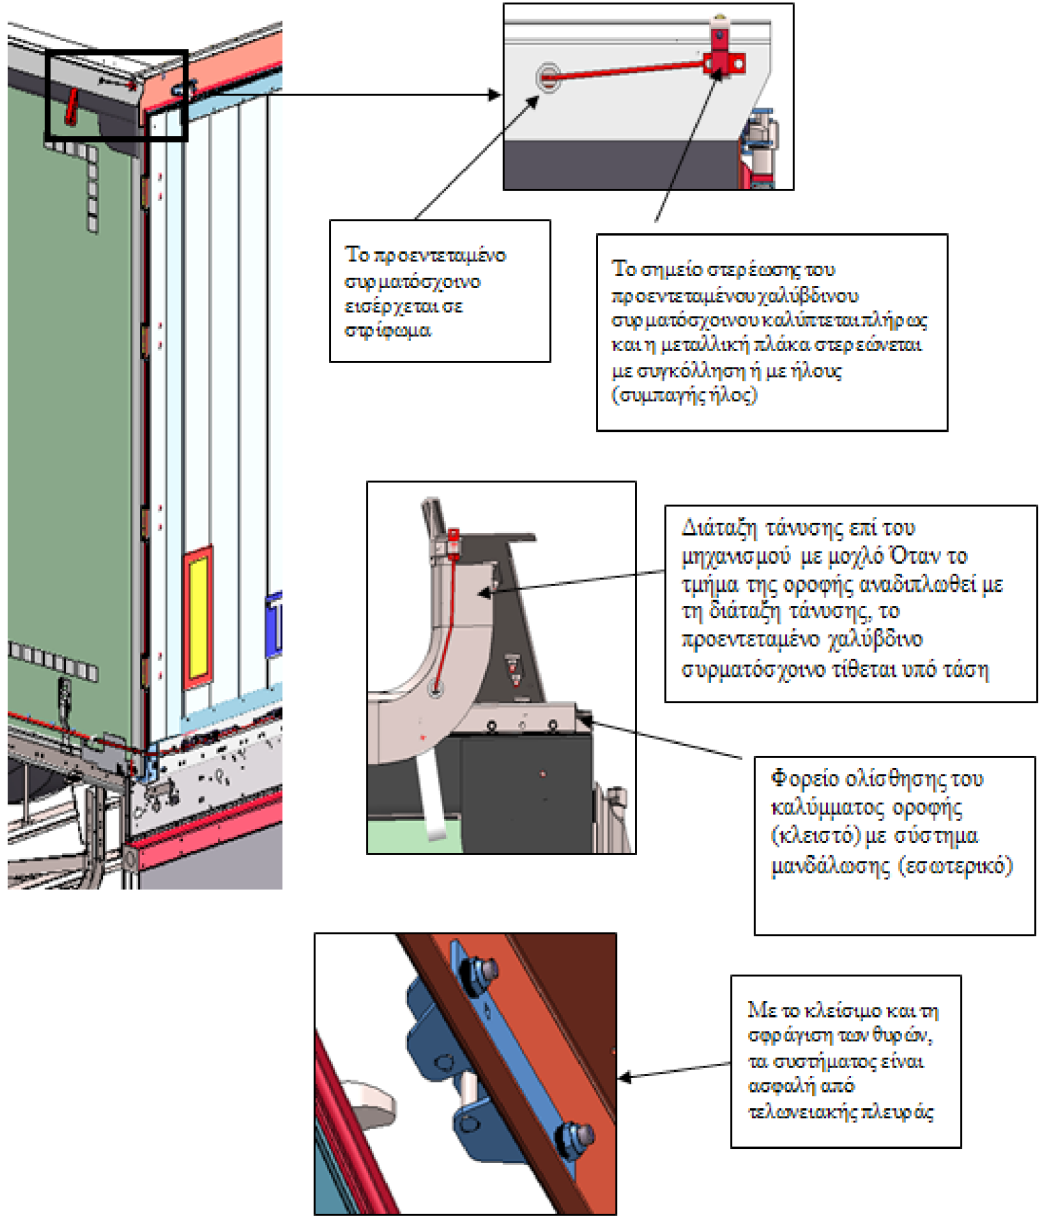 Το προεντεταμένο
συρματόσχοινο
εισέρχεται σε
στρίφωμα
Το σημείο στερέωσης του
προεντεταμένου χαλύβδινου
συρματόσχοινου καλύπτεται πλήρως
και η μεταλλική πλάκα στερεώνεται
με συγκόλληση ή με ήλους
(συμπαγής ήλος)
Διάταξη τάνυσης επί του
μηχανισμού με μοχλό Όταν το
τμήμα της οροφής αναδιπλωθεί με
τη διάταξη τάνυσης, το
προεντεταμένο χαλύβδινο
συρματόσχοινο τίθεται υπό τάση
Φορείο ολίσθησης του
καλύμματος οροφής
(κλειστό) με σύστημα
μανδάλωσης (εσωτερικό)
Με το κλείσιμο και τη
σφράγιση των θυρών,
τα συστήματος είναι
ασφαλή από
τελωνειακής πλευράς